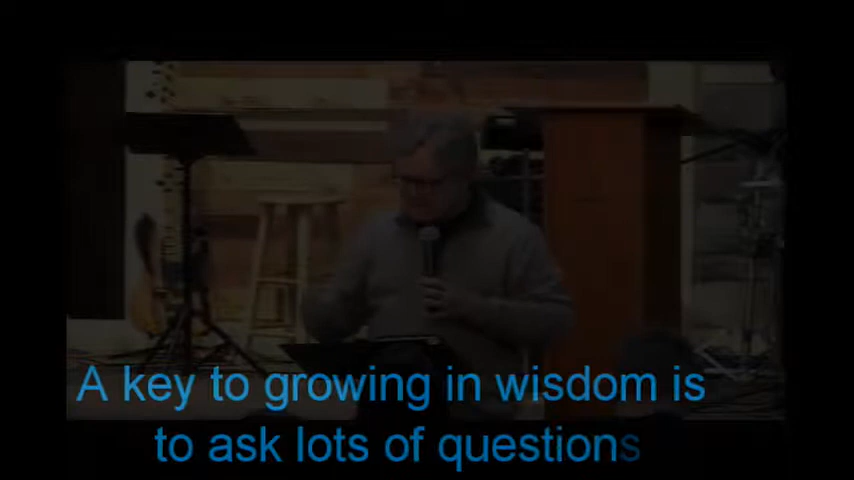 A key to growing in wisdom is
to ask lots of questions